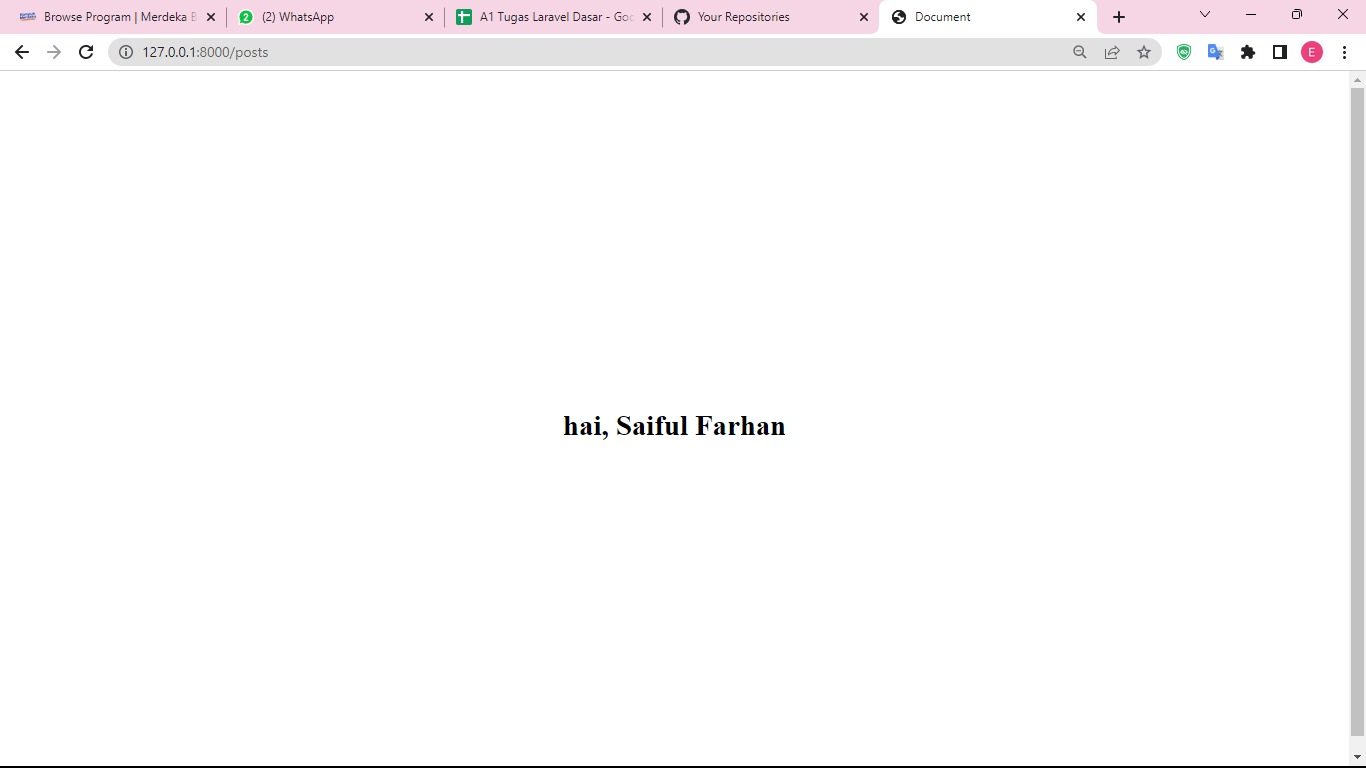 Browse Program | Merdeka B
2 (2) WhatsApp
A1 Tugas Laravel Dasar - Goo
Your Repositories
Document
127.0.0.1:8000/posts
E
hai, Saiful Farhan